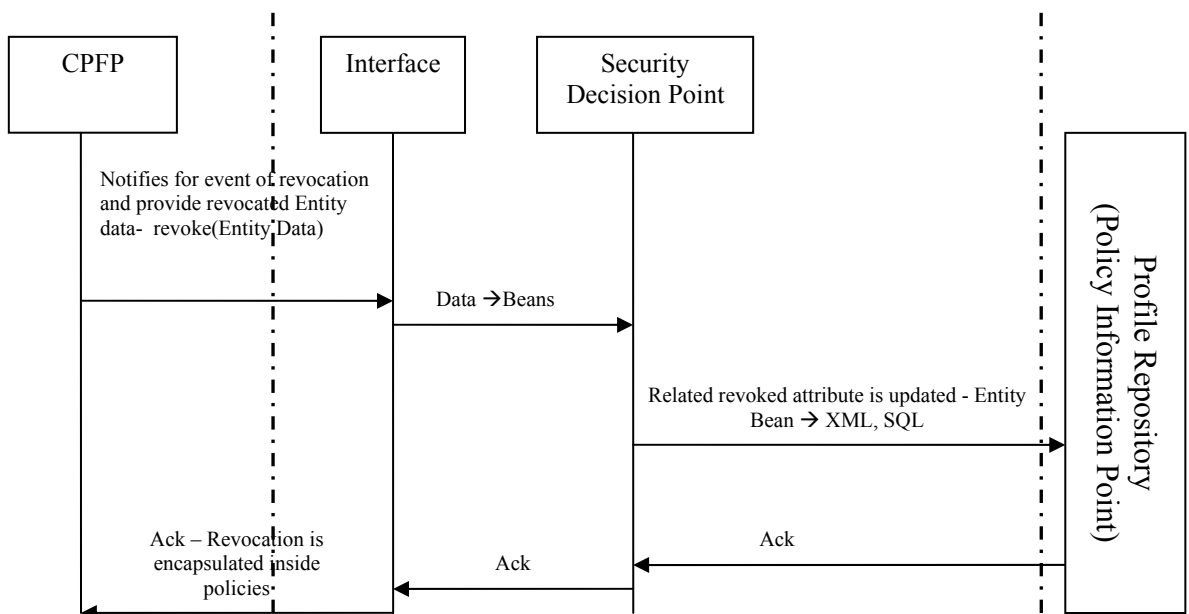 CPFP
Interface
Security
Decision Point
Notifies for event of revocation
and provide revocated Entity
data-  revoke(Entity Data)
Data →Beans
Related revoked attribute is updated - Entity
Bean → XML, SQL
Profile Repository
(Policy Information Point)
Ack – Revocation is
encapsulated inside
policies
Ack
Ack